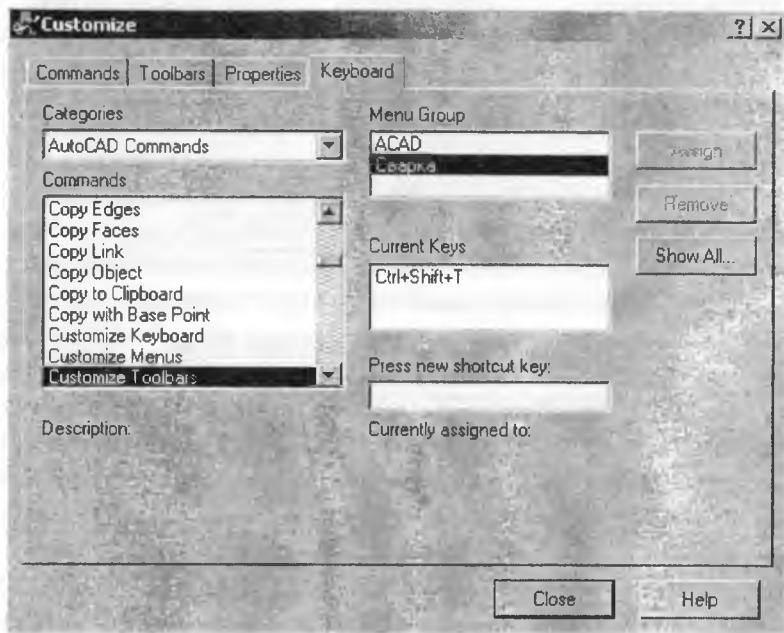 Customize
? ×
Commands Toolbars Properties Keyboard
Categories
AutoCAD Commands
Commands
Copy Edges
Copy Faces
Copy Link
Copy Object
Copy to Clipboard
Copy with Base Point
Customize Keyboard
Customize Menus
Customize Toolbars
Description:
Menu Group
ACAD
Сварка
Current Keys
Ctrl+Shift+T
Press new shortcut key:
Currently assigned to:
Assign
Remove
Show All...
Close
Help